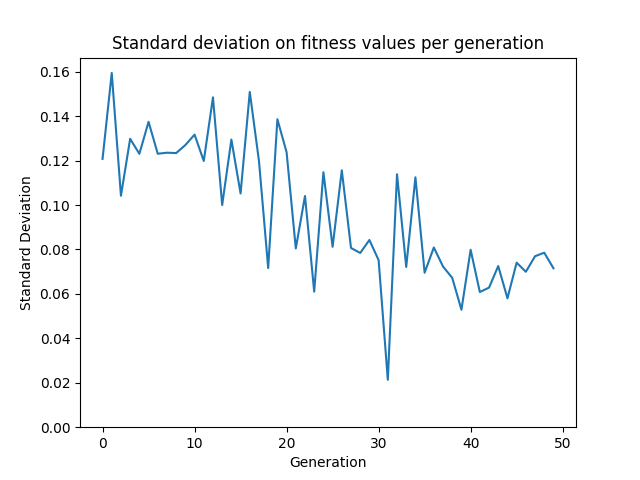 Standard deviation on fitness values per generation
0.16
0.14
0.12
0.10
0.08
0.06
0.04
0.02
0.00
Standard Deviation
0 10 20 30 40 50
Generation